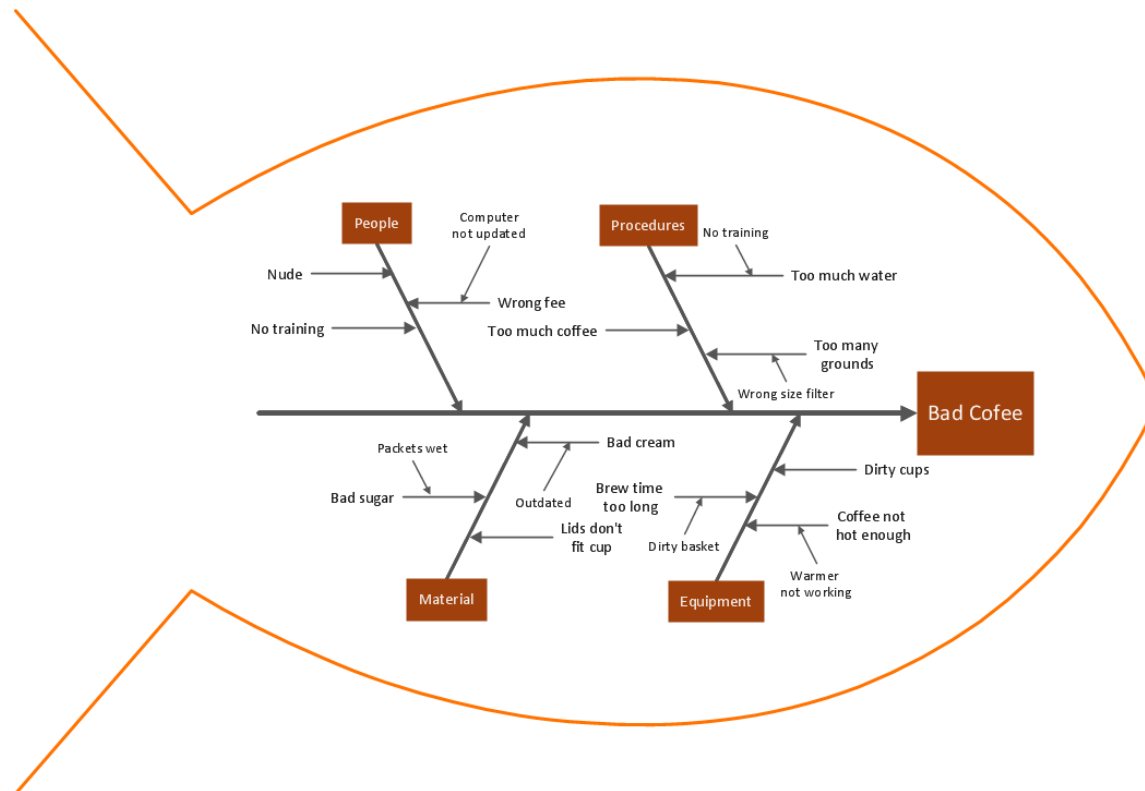 People
Computer
not updated
Nude
Wrong fee
No training
Procedures
No training
Too much water
Too much coffee
Too many
grounds
Wrong size filter
Bad Cofee
Packets wet
Bad cream
Bad sugar
Outdated
Lids don't
fit cup
Material
Dirty cups
Brew time
too long
Coffee not
hot enough
Dirty basket
Warmer
not working
Equipment